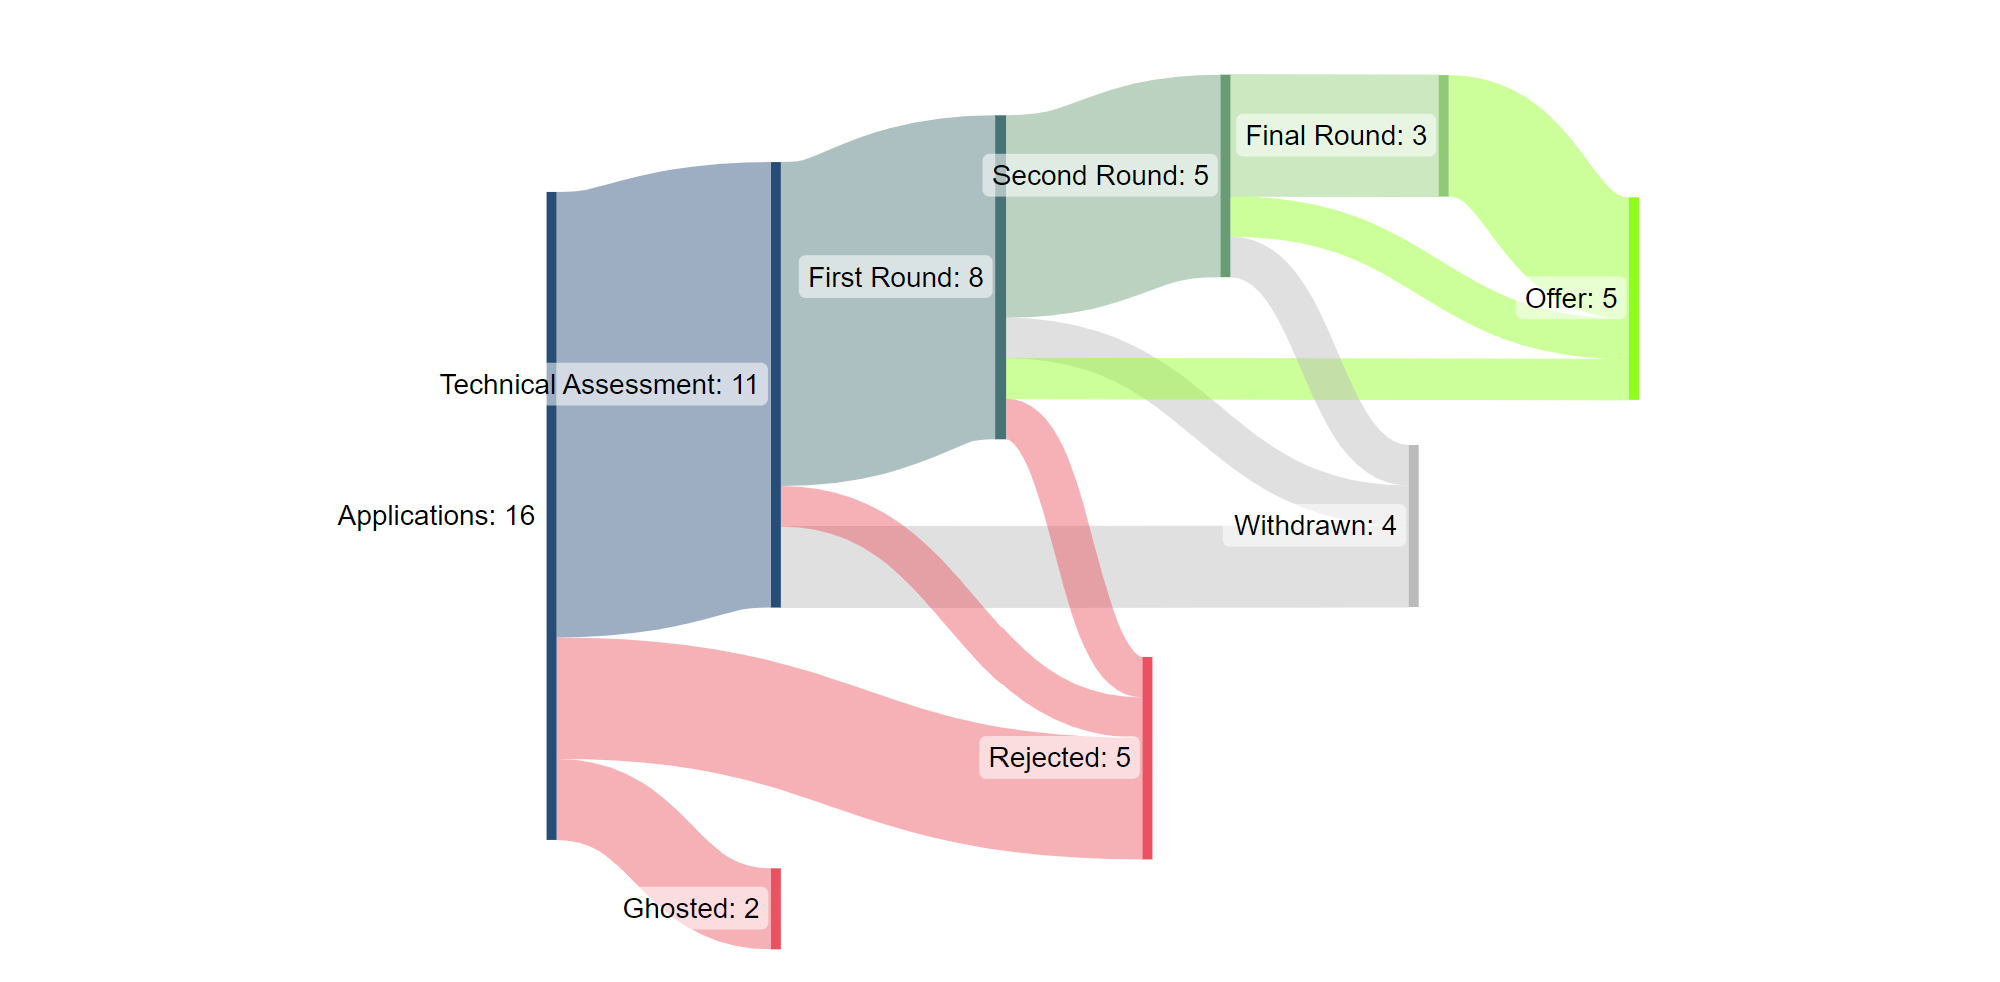 Applications: 16
Technical Assessment: 11
First Round: 8
Second Round: 5
Final Round: 3
Offer: 5
Withdrawn: 4
Rejected: 5
Ghosted: 2